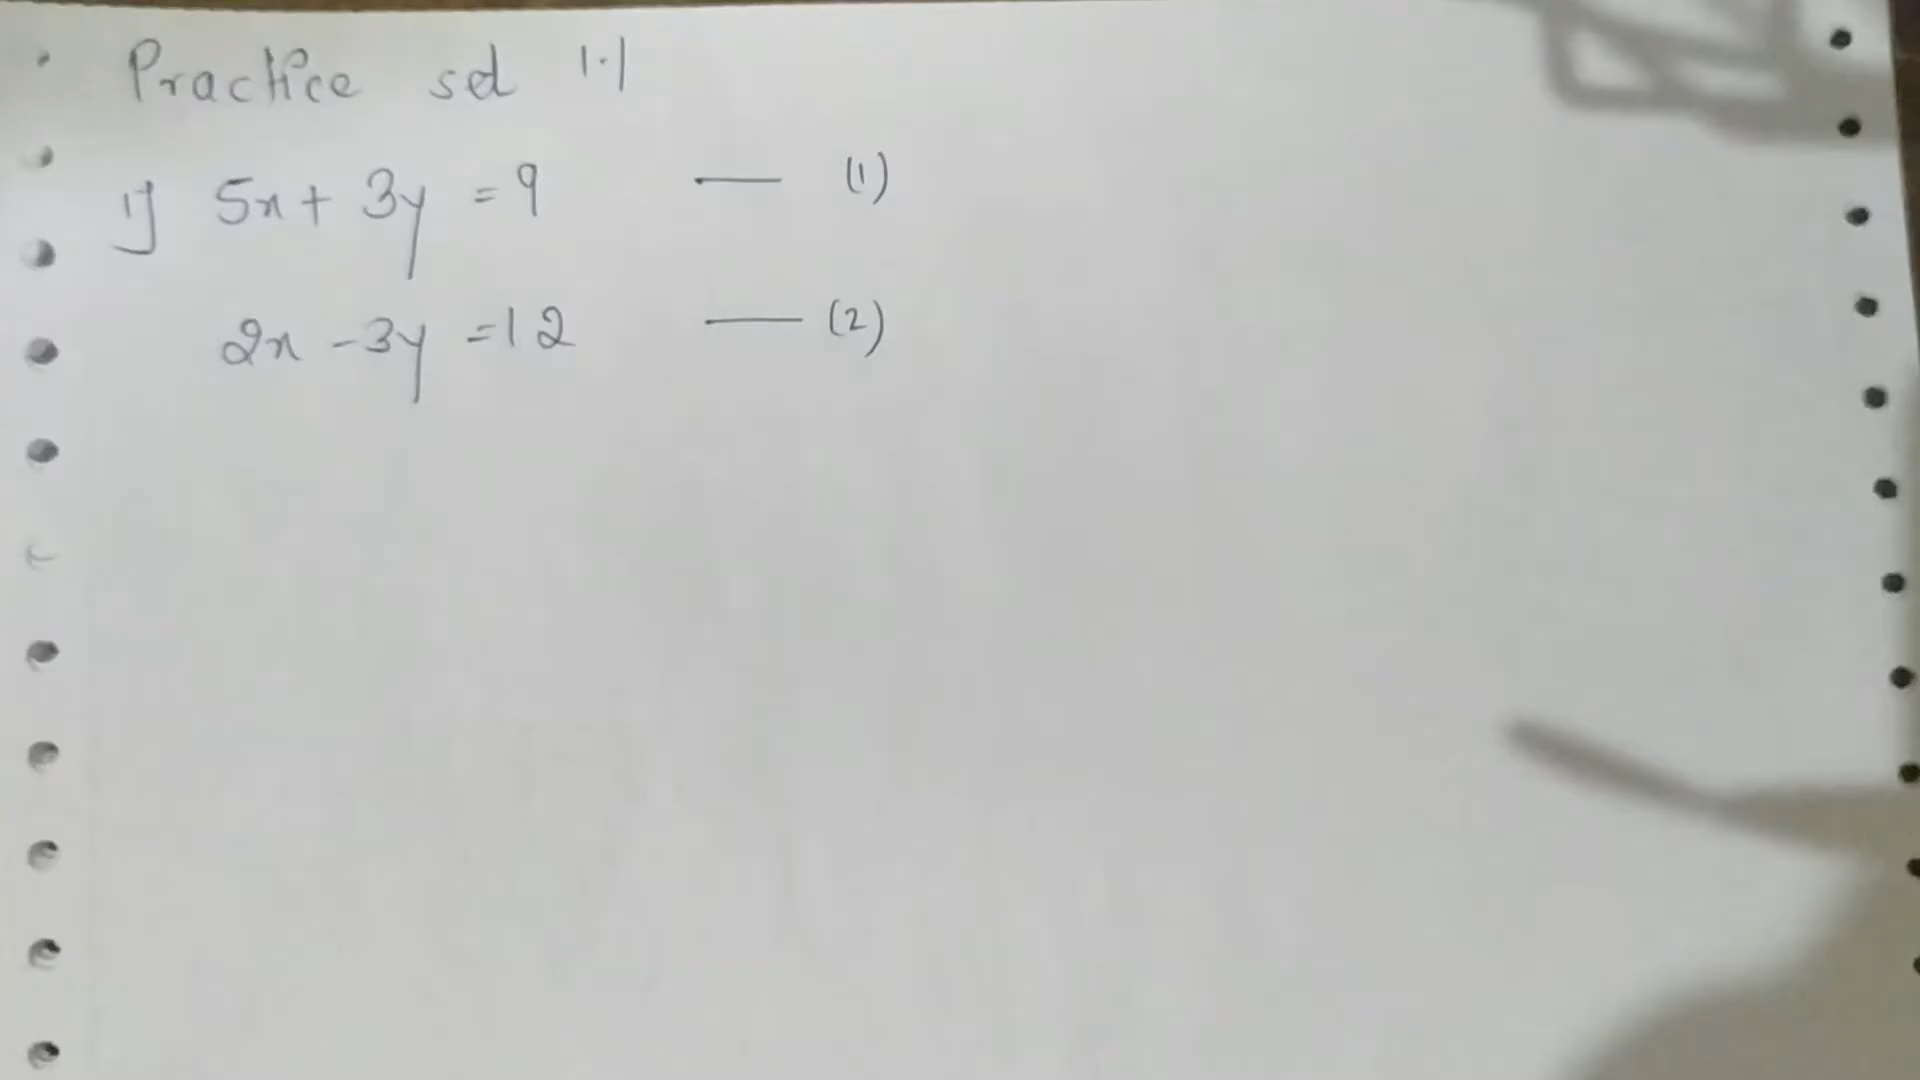 Practice set 1.1
1] 5x + 3y = 9 — (1)
2x - 3y = 12 — (2)